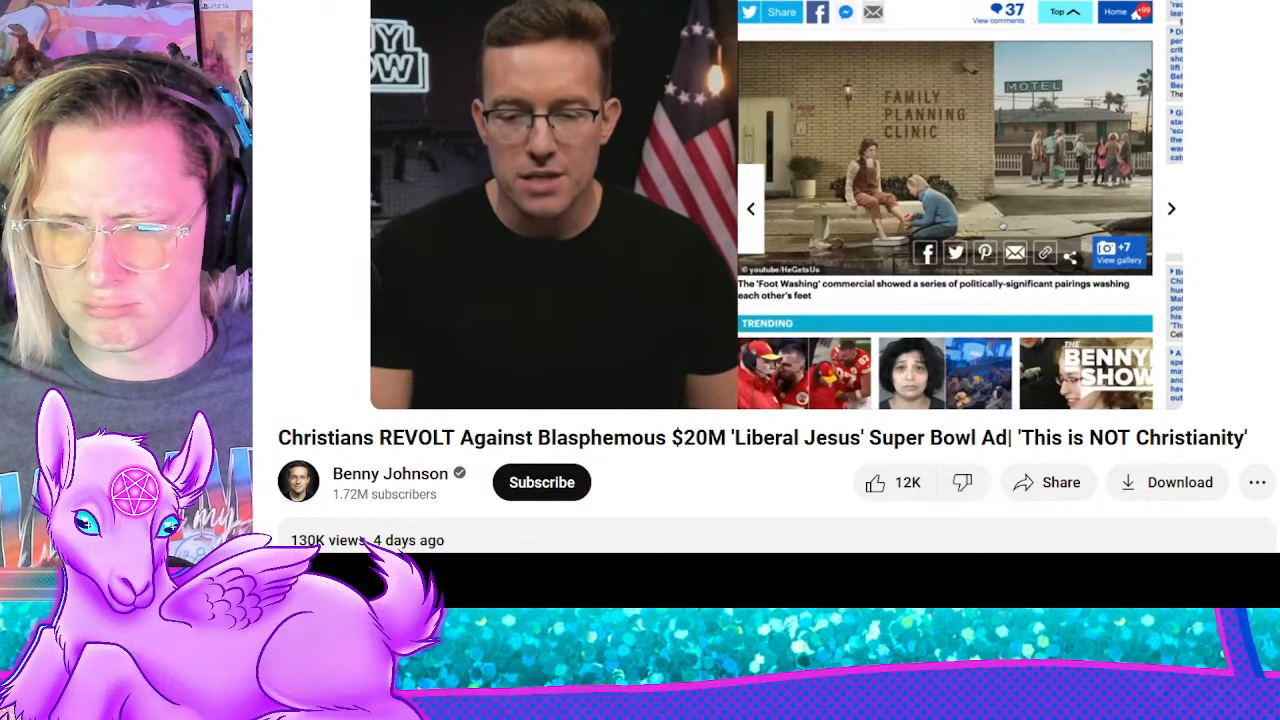 Share
37
View comments
Top
Home
+99
FAMILY
PLANNING
CLINIC
MOTEL
+7
View gallery
© youtube/HeGetsUs
The 'Foot Washing' commercial showed a series of politically-significant pairings washing
each other's feet
TRENDING
THE
BENNY
SHOW
Christians REVOLT Against Blasphemous $20M 'Liberal Jesus' Super Bowl Ad| 'This is NOT Christianity'
Benny Johnson
1.72M subscribers
Subscribe
12K
Share
Download
130K views 4 days ago